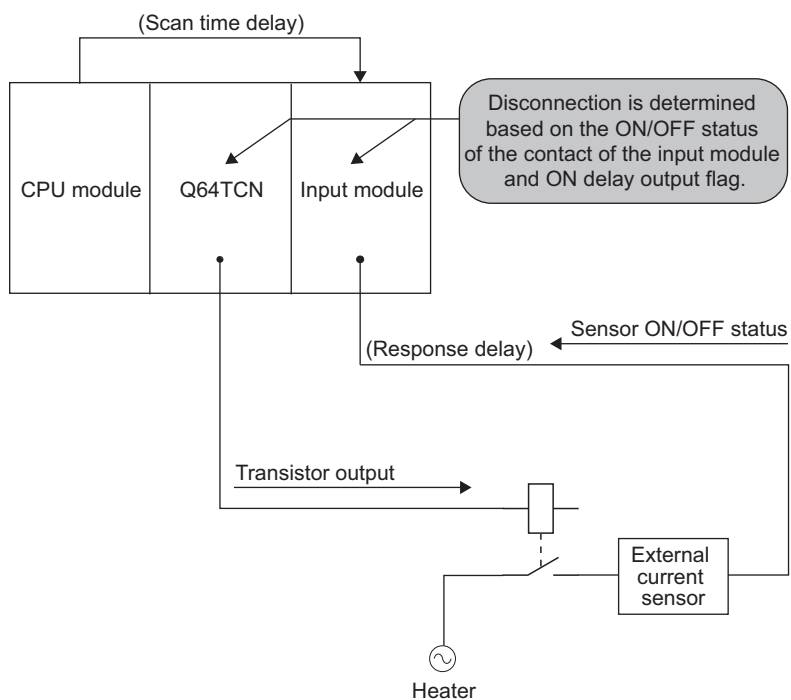 (Scan time delay)
Disconnection is determined
based on the ON/OFF status
of the contact of the input module
and ON delay output flag.
CPU module
Q64TCN
Input module
Sensor ON/OFF status
(Response delay)
Transistor output
External
current
sensor
Heater